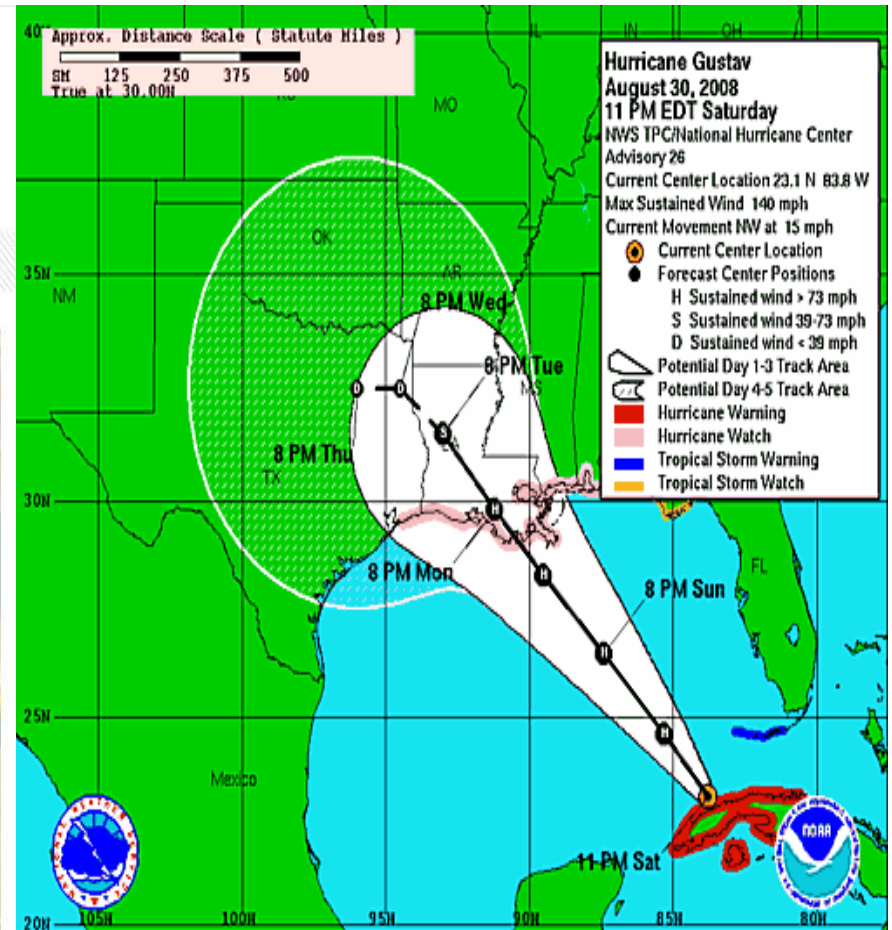 40
IL
IN
OH
Approx. Distance Scale ( Statute Miles )
SM 125 250 375 500
True at 30.00N
MO
Hurricane Gustav
August 30, 2008
11 PM EDT Saturday
NWS TPC/National Hurricane Center
Advisory 26
Current Center Location 23.1 N 83.8 W
Max Sustained Wind 140 mph
Current Movement NW at 15 mph
Current Center Location
Forecast Center Positions
H Sustained wind > 73 mph
S Sustained wind 39-73 mph
D Sustained wind < 39 mph
Potential Day 1-3 Track Area
Potential Day 4-5 Track Area
Hurricane Warning
Hurricane Watch
Tropical Storm Warning
Tropical Storm Watch
OK
35N
AR
NM
8 PM Wed
8 PM Tue
MS
D D
S
LA
8 PM Thu
TX
30N
H
8 PM Mon
H
FL
8 PM Sun
H
25N
H
Mexico
NOAA
11 PM Sat
20N
105W 100W 95W 90W 85W 80W